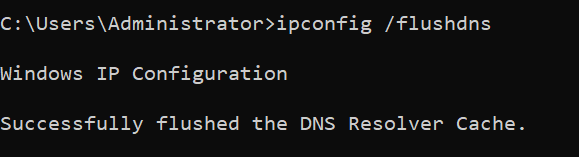 C:\Users\Administrator>ipconfig /flushdns
Windows IP Configuration
Successfully flushed the DNS Resolver Cache.